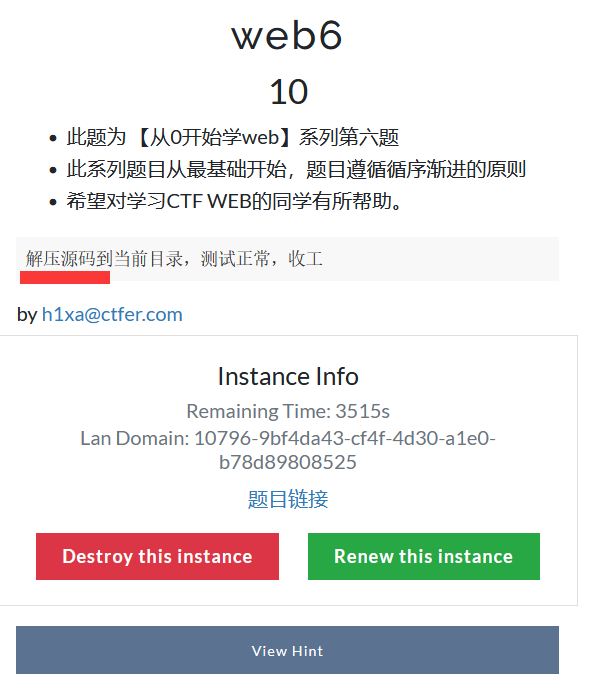 web6
10
此题为 【从0开始学web】系列第六题
此系列题目从最基础开始，题目遵循循序渐进的原则
希望对学习CTF WEB的同学有所帮助。
解压源码到当前目录，测试正常，收工
by h1xa@ctfer.com
Instance Info
Remaining Time: 3515s
Lan Domain: 10796-9bf4da43-cf4f-4d30-a1e0-
b78d89808525
题目链接
Destroy this instance
Renew this instance
View Hint